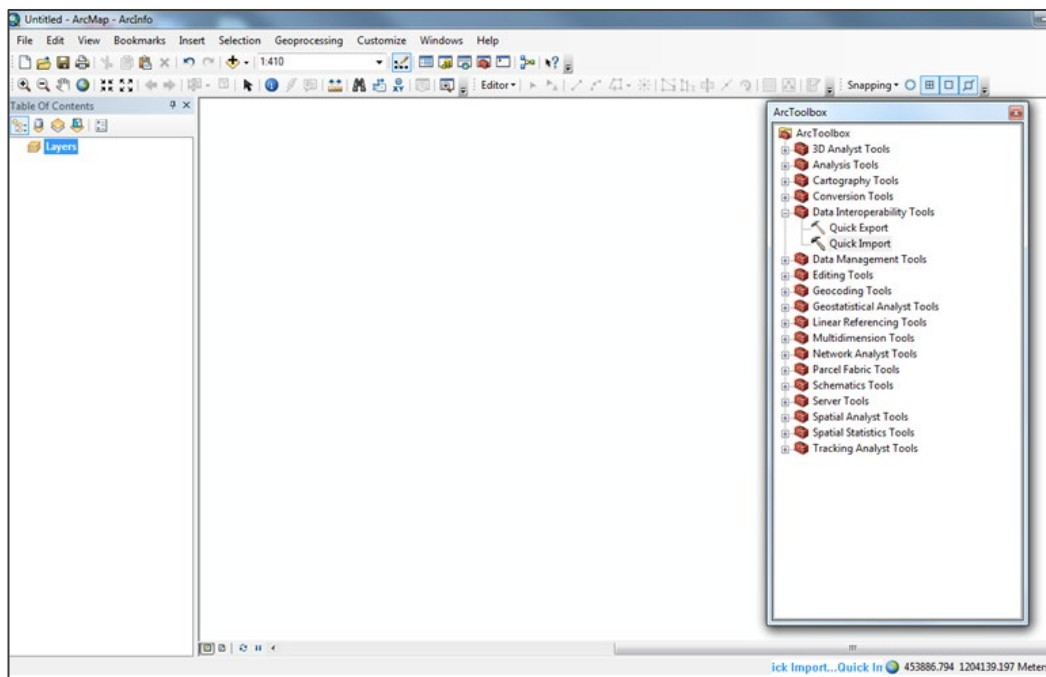 Untitled - ArcMap - ArcInfo
File Edit View Bookmarks Insert Selection Geoprocessing Customize Windows Help
1:410
Editor Snapping
Table Of Contents
Layers
ArcToolbox
ArcToolbox
3D Analyst Tools
Analysis Tools
Cartography Tools
Conversion Tools
Data Interoperability Tools
Quick Export
Quick Import
Data Management Tools
Editing Tools
Geocoding Tools
Geostatistical Analyst Tools
Linear Referencing Tools
Multidimension Tools
Network Analyst Tools
Parcel Fabric Tools
Schematics Tools
Server Tools
Spatial Analyst Tools
Spatial Statistics Tools
Tracking Analyst Tools
ick Import...Quick In 453886.794 1204139.197 Meter